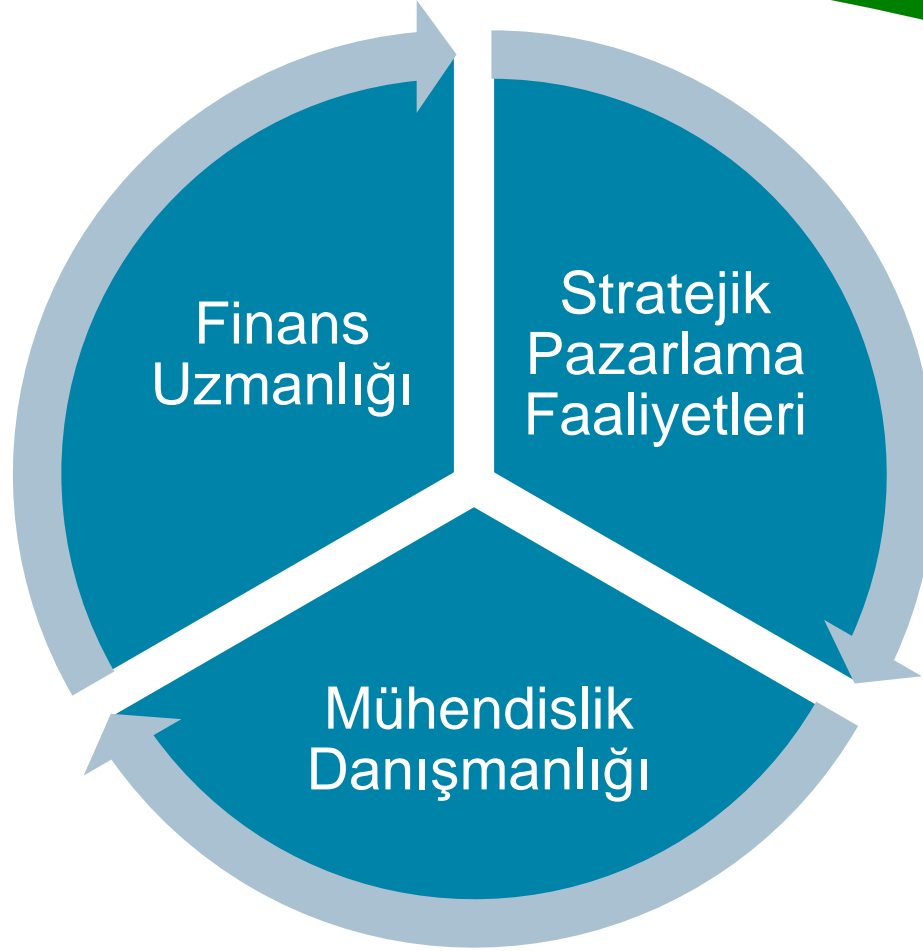 Finans
Uzmanlığı
Stratejik
Pazarlama
Faaliyetleri
Mühendislik
Danışmanlığı